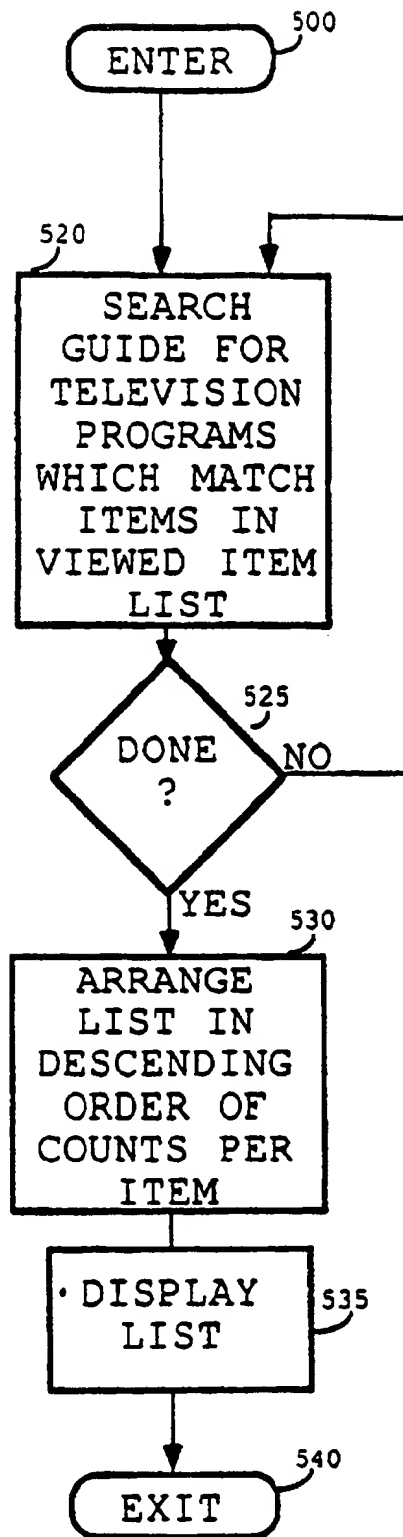 500
ENTER
520
SEARCH
GUIDE FOR
TELEVISION
PROGRAMS
WHICH MATCH
ITEMS IN
VIEWED ITEM
LIST
525
DONE
?
NO
YES
530
ARRANGE
LIST IN
DESCENDING
ORDER OF
COUNTS PER
ITEM
DISPLAY
LIST
535
540
EXIT